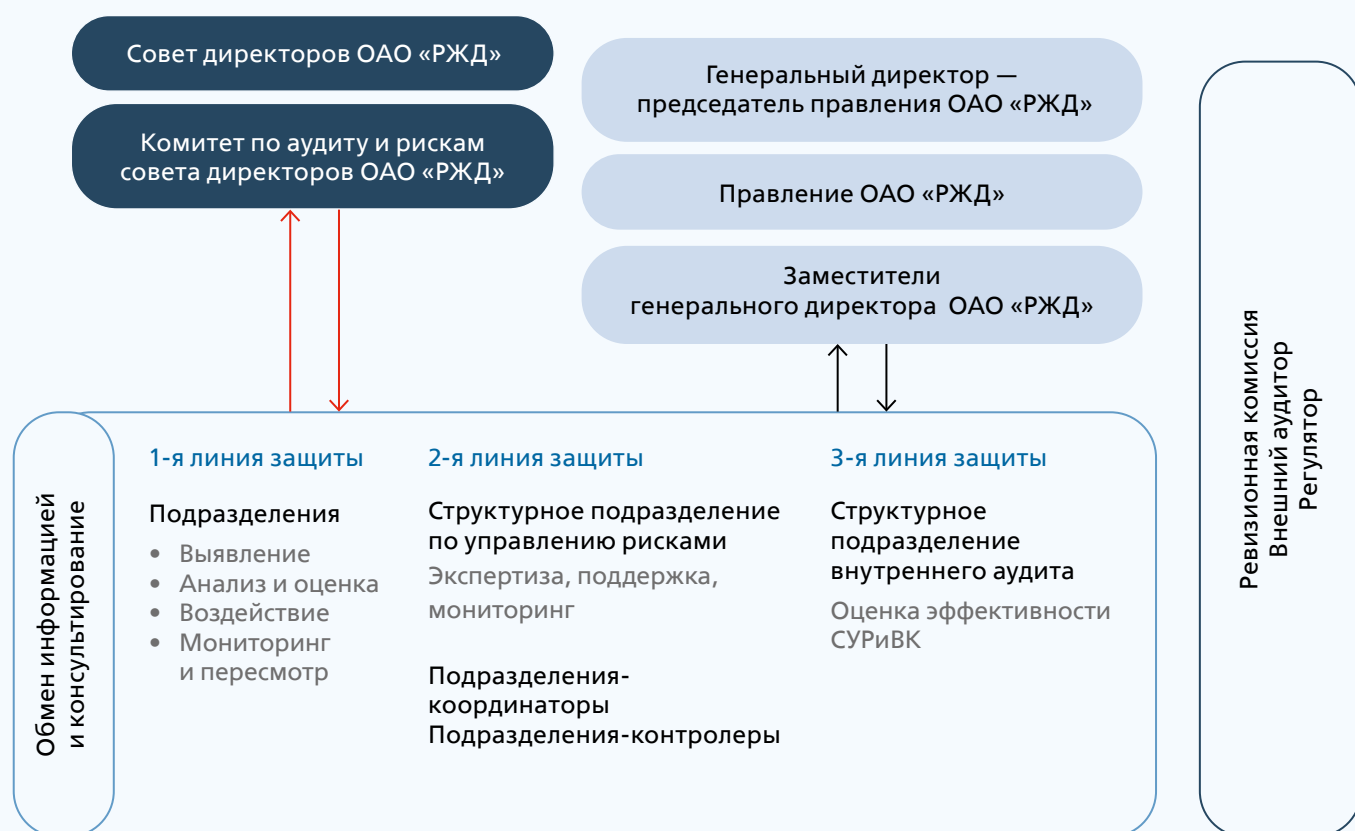 Совет директоров ОАО «РЖД»
Комитет по аудиту и рискам
совета директоров ОАО «РЖД»
Генеральный директор —
председатель правления ОАО «РЖД»
Правление ОАО «РЖД»
Заместители
генерального директора ОАО «РЖД»
Обмен информацией
и консультирование
1-я линия защиты
Подразделения
• Выявление
• Анализ и оценка
• Воздействие
• Мониторинг
и пересмотр
2-я линия защиты
Структурное подразделение
по управлению рисками
Экспертиза, поддержка,
мониторинг
Подразделения-
координаторы
Подразделения-контролеры
3-я линия защиты
Структурное
подразделение
внутреннего аудита
Оценка эффективности
СУРиВК
Ревизионная комиссия
Внешний аудитор
Регулятор